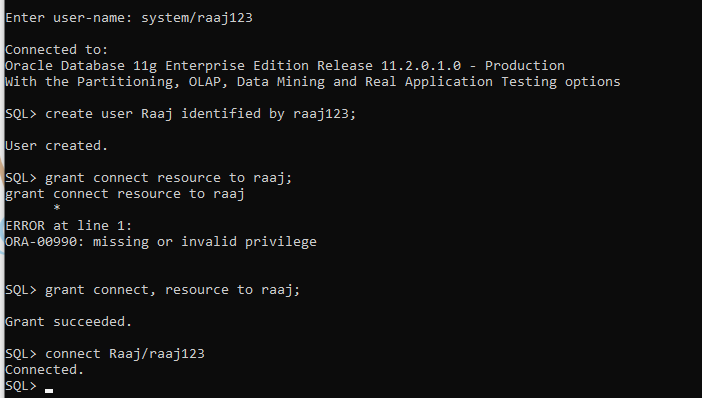 Enter user-name: system/raaj123
Connected to:
Oracle Database 11g Enterprise Edition Release 11.2.0.1.0 - Production
With the Partitioning, OLAP, Data Mining and Real Application Testing options
SQL> create user Raaj identified by raaj123;
User created.
SQL> grant connect resource to raaj;
grant connect resource to raaj
*
ERROR at line 1:
ORA-00990: missing or invalid privilege
SQL> grant connect, resource to raaj;
Grant succeeded.
SQL> connect Raaj/raaj123
Connected.
SQL>